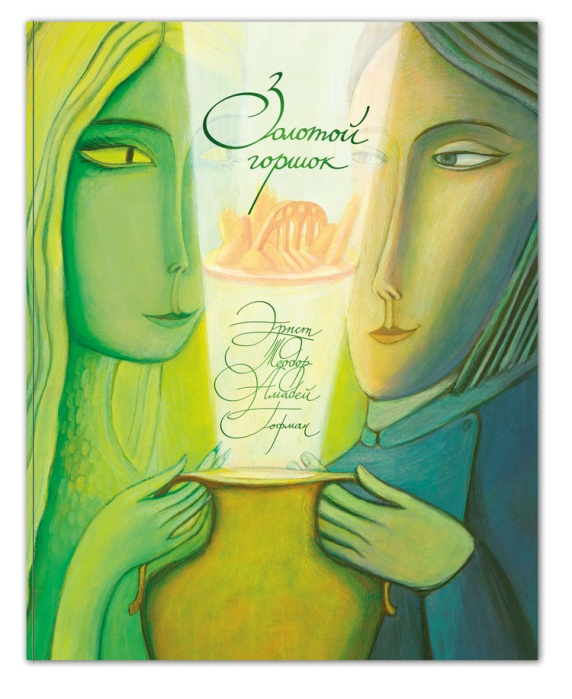 Золотой
горшок
Эрнст
Теодор
Амадей
Гофман